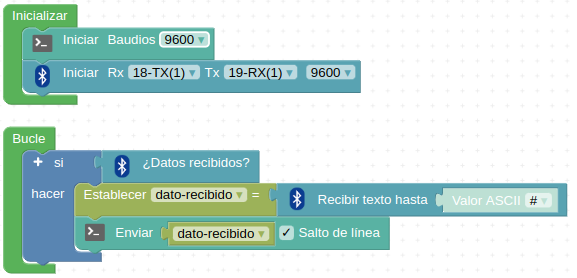 Inicializar
Iniciar Baudios 9600
Iniciar Rx 18-TX(1) Tx 19-RX(1) 9600
Bucle
+ si ¿Datos recibidos?
hacer Establecer dato-recibido = Recibir texto hasta Valor ASCII #
Enviar dato-recibido ✓ Salto de línea